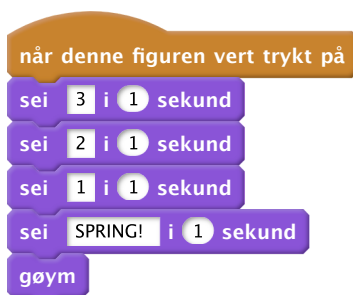 når denne figuren vert trykt på
sei 3 i 1 sekund
sei 2 i 1 sekund
sei 1 i 1 sekund
sei SPRING! i 1 sekund
gøym